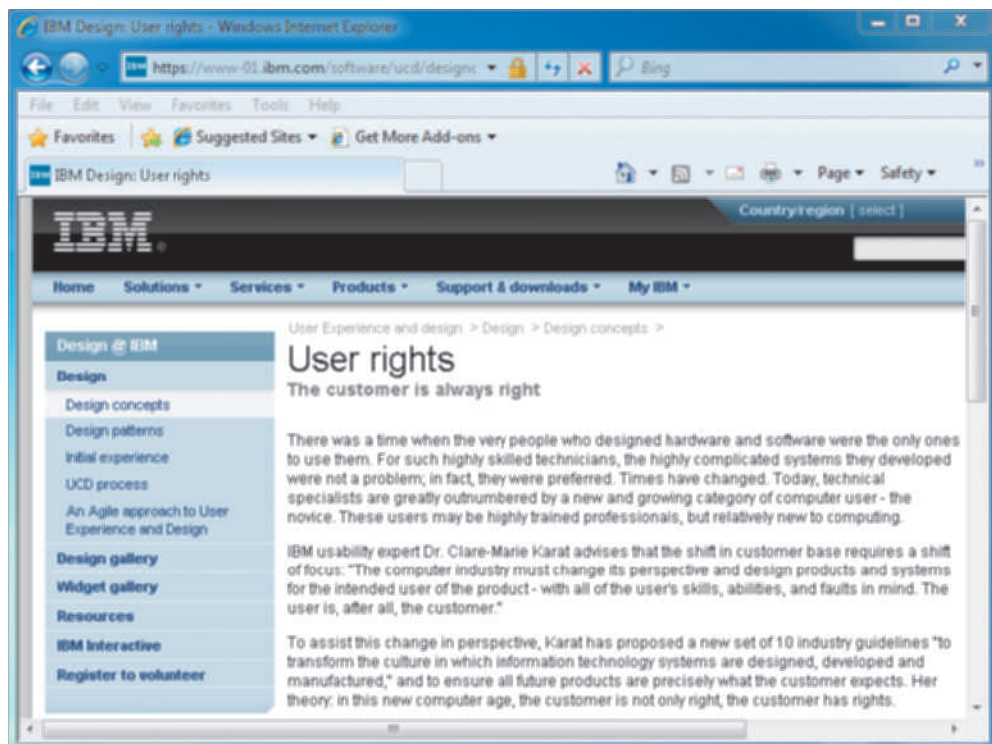 IBM Design: User rights - Windows Internet Explorer
https://www-01.ibm.com/software/ucd/designc
Bing
File Edit View Favorites Tools Help
Favorites Suggested Sites Get More Add-ons
IBM Design: User rights
Page Safety
Country/region [ select ]
IBM
Home Solutions Services Products Support & downloads My IBM
User Experience and design > Design > Design concepts >
Design @ IBM
Design
Design concepts
Design patterns
Initial experience
UCD process
An Agile approach to User
Experience and Design
Design gallery
Widget gallery
Resources
IBM Interactive
Register to volunteer
User rights
The customer is always right
There was a time when the very people who designed hardware and software were the only ones
to use them. For such highly skilled technicians, the highly complicated systems they developed
were not a problem; in fact, they were preferred. Times have changed. Today, technical
specialists are greatly outnumbered by a new and growing category of computer user - the
novice. These users may be highly trained professionals, but relatively new to computing.
IBM usability expert Dr. Clare-Marie Karat advises that the shift in customer base requires a shift
of focus: "The computer industry must change its perspective and design products and systems
for the intended user of the product - with all of the user's skills, abilities, and faults in mind. The
user is, after all, the customer."
To assist this change in perspective, Karat has proposed a new set of 10 industry guidelines "to
transform the culture in which information technology systems are designed, developed and
manufactured," and to ensure all future products are precisely what the customer expects. Her
theory: in this new computer age, the customer is not only right, the customer has rights.